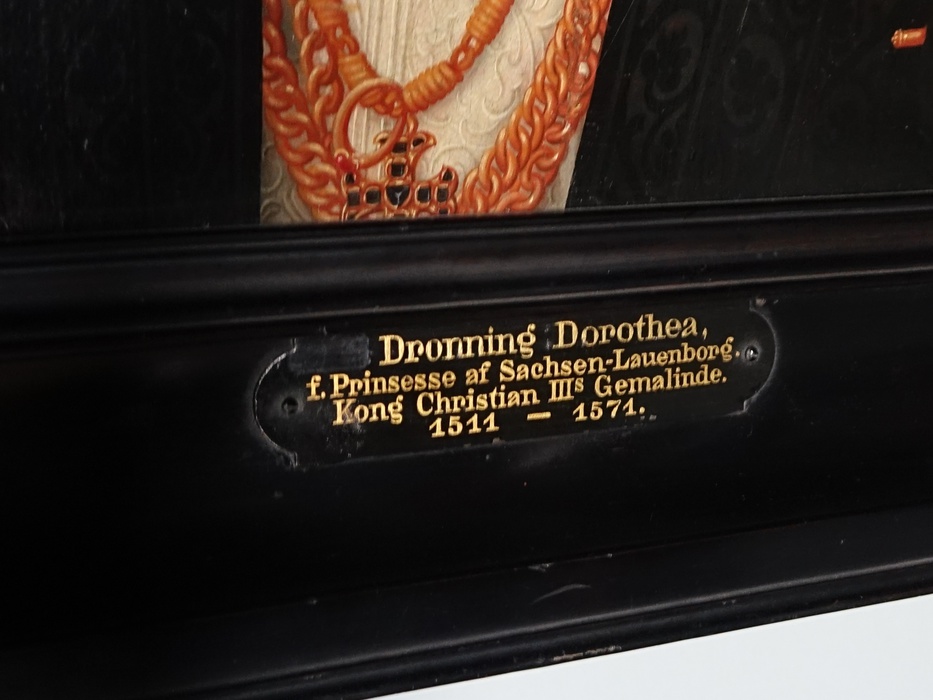 Dronning Dorothea,
f. Prinsesse af Sachsen-Lauenborg.
Kong Christian IIIs Gemalinde.
1511 — 1571.